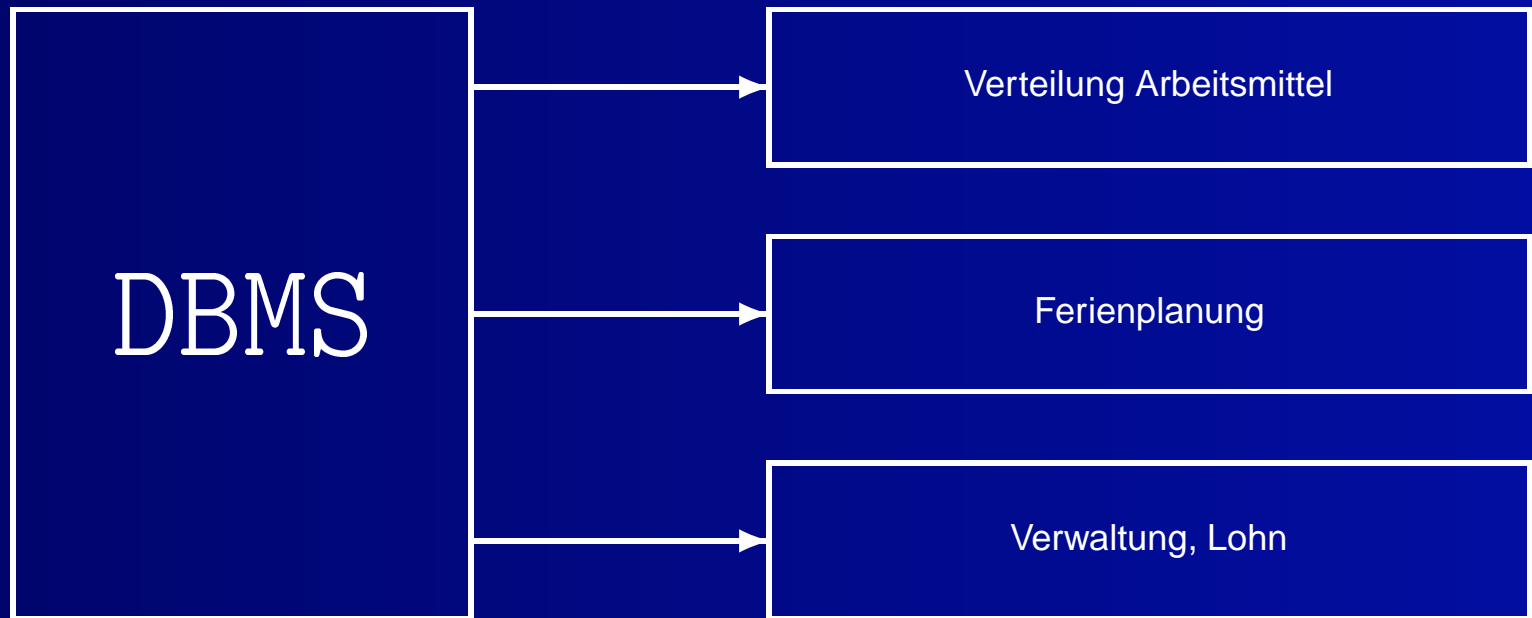 DBMS
Verteilung Arbeitsmittel
Ferienplanung
Verwaltung, Lohn